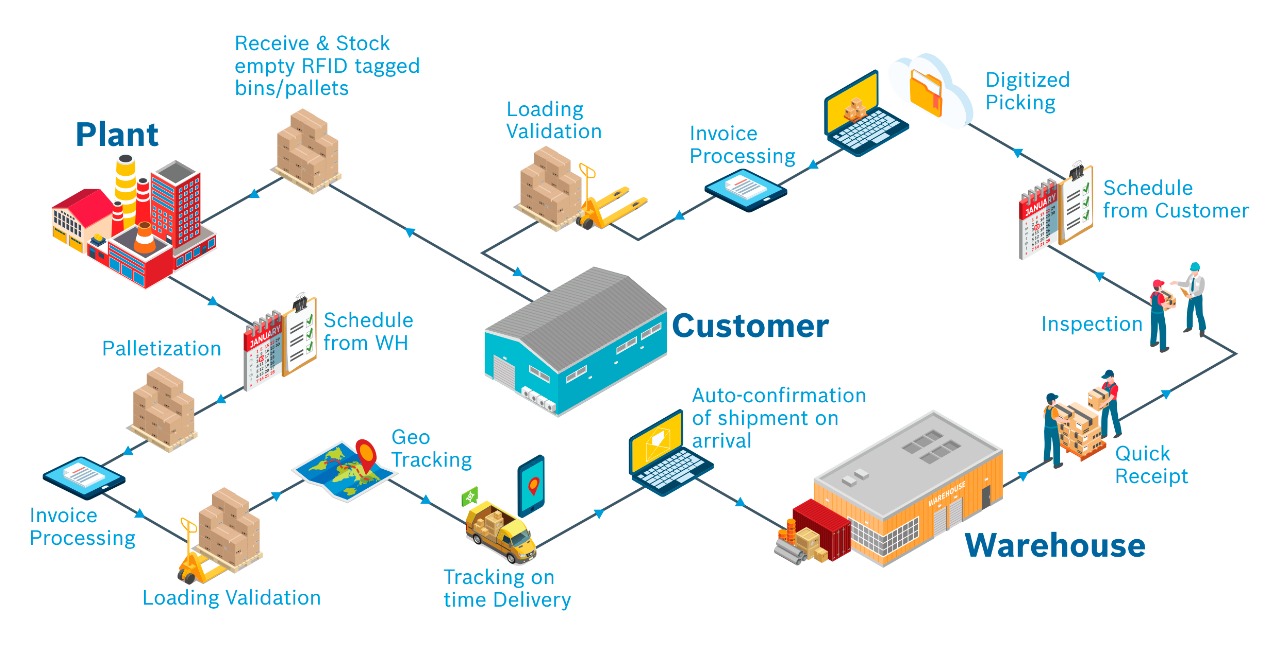 Receive & Stock
empty RFID tagged
bins/pallets
Plant
Loading
Validation
Invoice
Processing
Digitized
Picking
Schedule
from Customer
JANUARY
Inspection
Customer
Schedule
from WH
JANUARY
Palletization
Invoice
Processing
Loading Validation
Geo
Tracking
Tracking on
time Delivery
Auto-confirmation
of shipment on
arrival
WAREHOUSE
Warehouse
Quick
Receipt